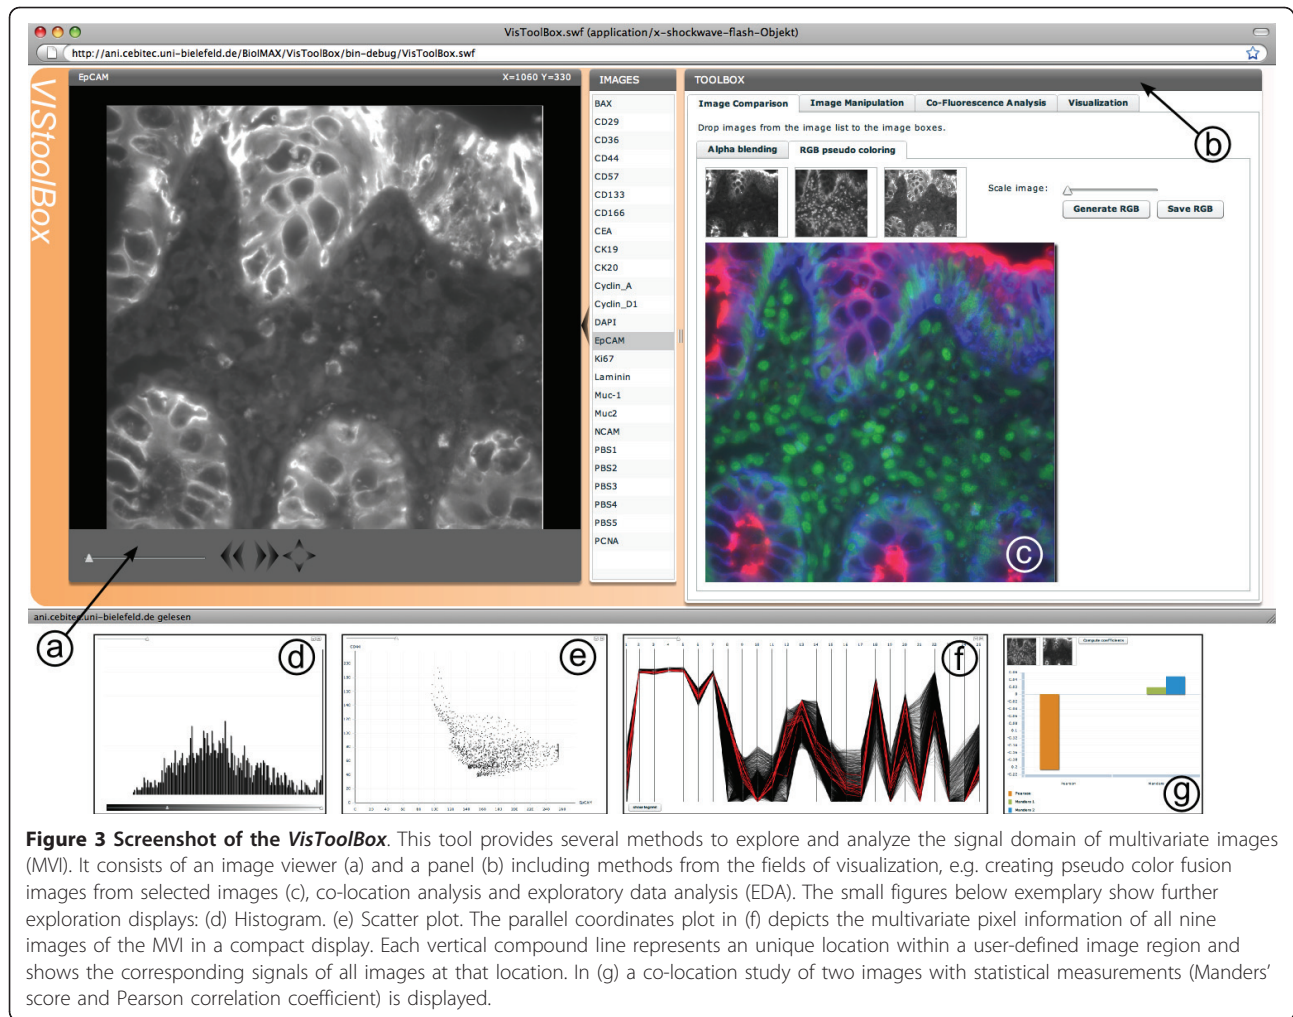 VisToolBox.swf (application/x-shockwave-flash-Objekt)
http://ani.cebitec.uni-bielefeld.de/BioIMAX/VisToolBox/bin-debug/VisToolBox.swf
VIStoolBox
EpCAM X=1060 Y=330
IMAGES
BAX
CD29
CD36
CD44
CD57
CD133
CD166
CEA
CK19
CK20
Cyclin_A
Cyclin_D1
DAPI
EpCAM
Ki67
Laminin
Muc-1
Muc2
NCAM
PBS1
PBS2
PBS3
PBS4
PBS5
PCNA
TOOLBOX
Image Comparison Image Manipulation Co-Fluorescence Analysis Visualization
Drop images from the image list to the image boxes.
Alpha blending RGB pseudo coloring
Scale image:
Generate RGB Save RGB
b
c
ani.cebitec.uni-bielefeld.de gelesen
a
d
e
f
Compute coefficients
g
Figure 3 Screenshot of the VisToolBox. This tool provides several methods to explore and analyze the signal domain of multivariate images
(MVI). It consists of an image viewer (a) and a panel (b) including methods from the fields of visualization, e.g. creating pseudo color fusion
images from selected images (c), co-location analysis and exploratory data analysis (EDA). The small figures below exemplary show further
exploration displays: (d) Histogram. (e) Scatter plot. The parallel coordinates plot in (f) depicts the multivariate pixel information of all nine
images of the MVI in a compact display. Each vertical compound line represents an unique location within a user-defined image region and
shows the corresponding signals of all images at that location. In (g) a co-location study of two images with statistical measurements (Manders'
score and Pearson correlation coefficient) is displayed.